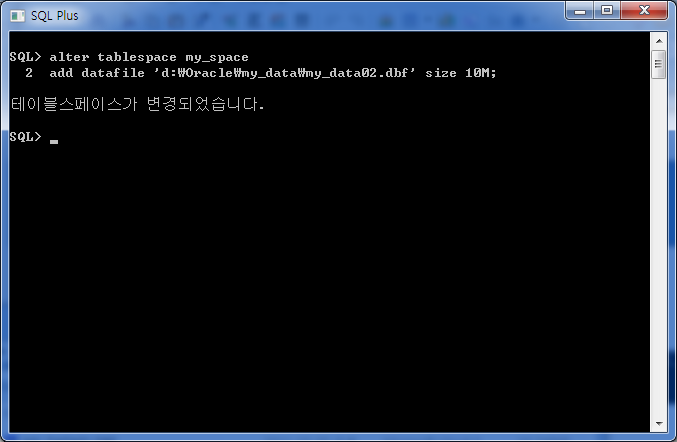 SQL Plus
SQL> alter tablespace my_space
2 add datafile 'd:₩Oracle₩my_data₩my_data02.dbf' size 10M;
테이블스페이스가 변경되었습니다.
SQL>